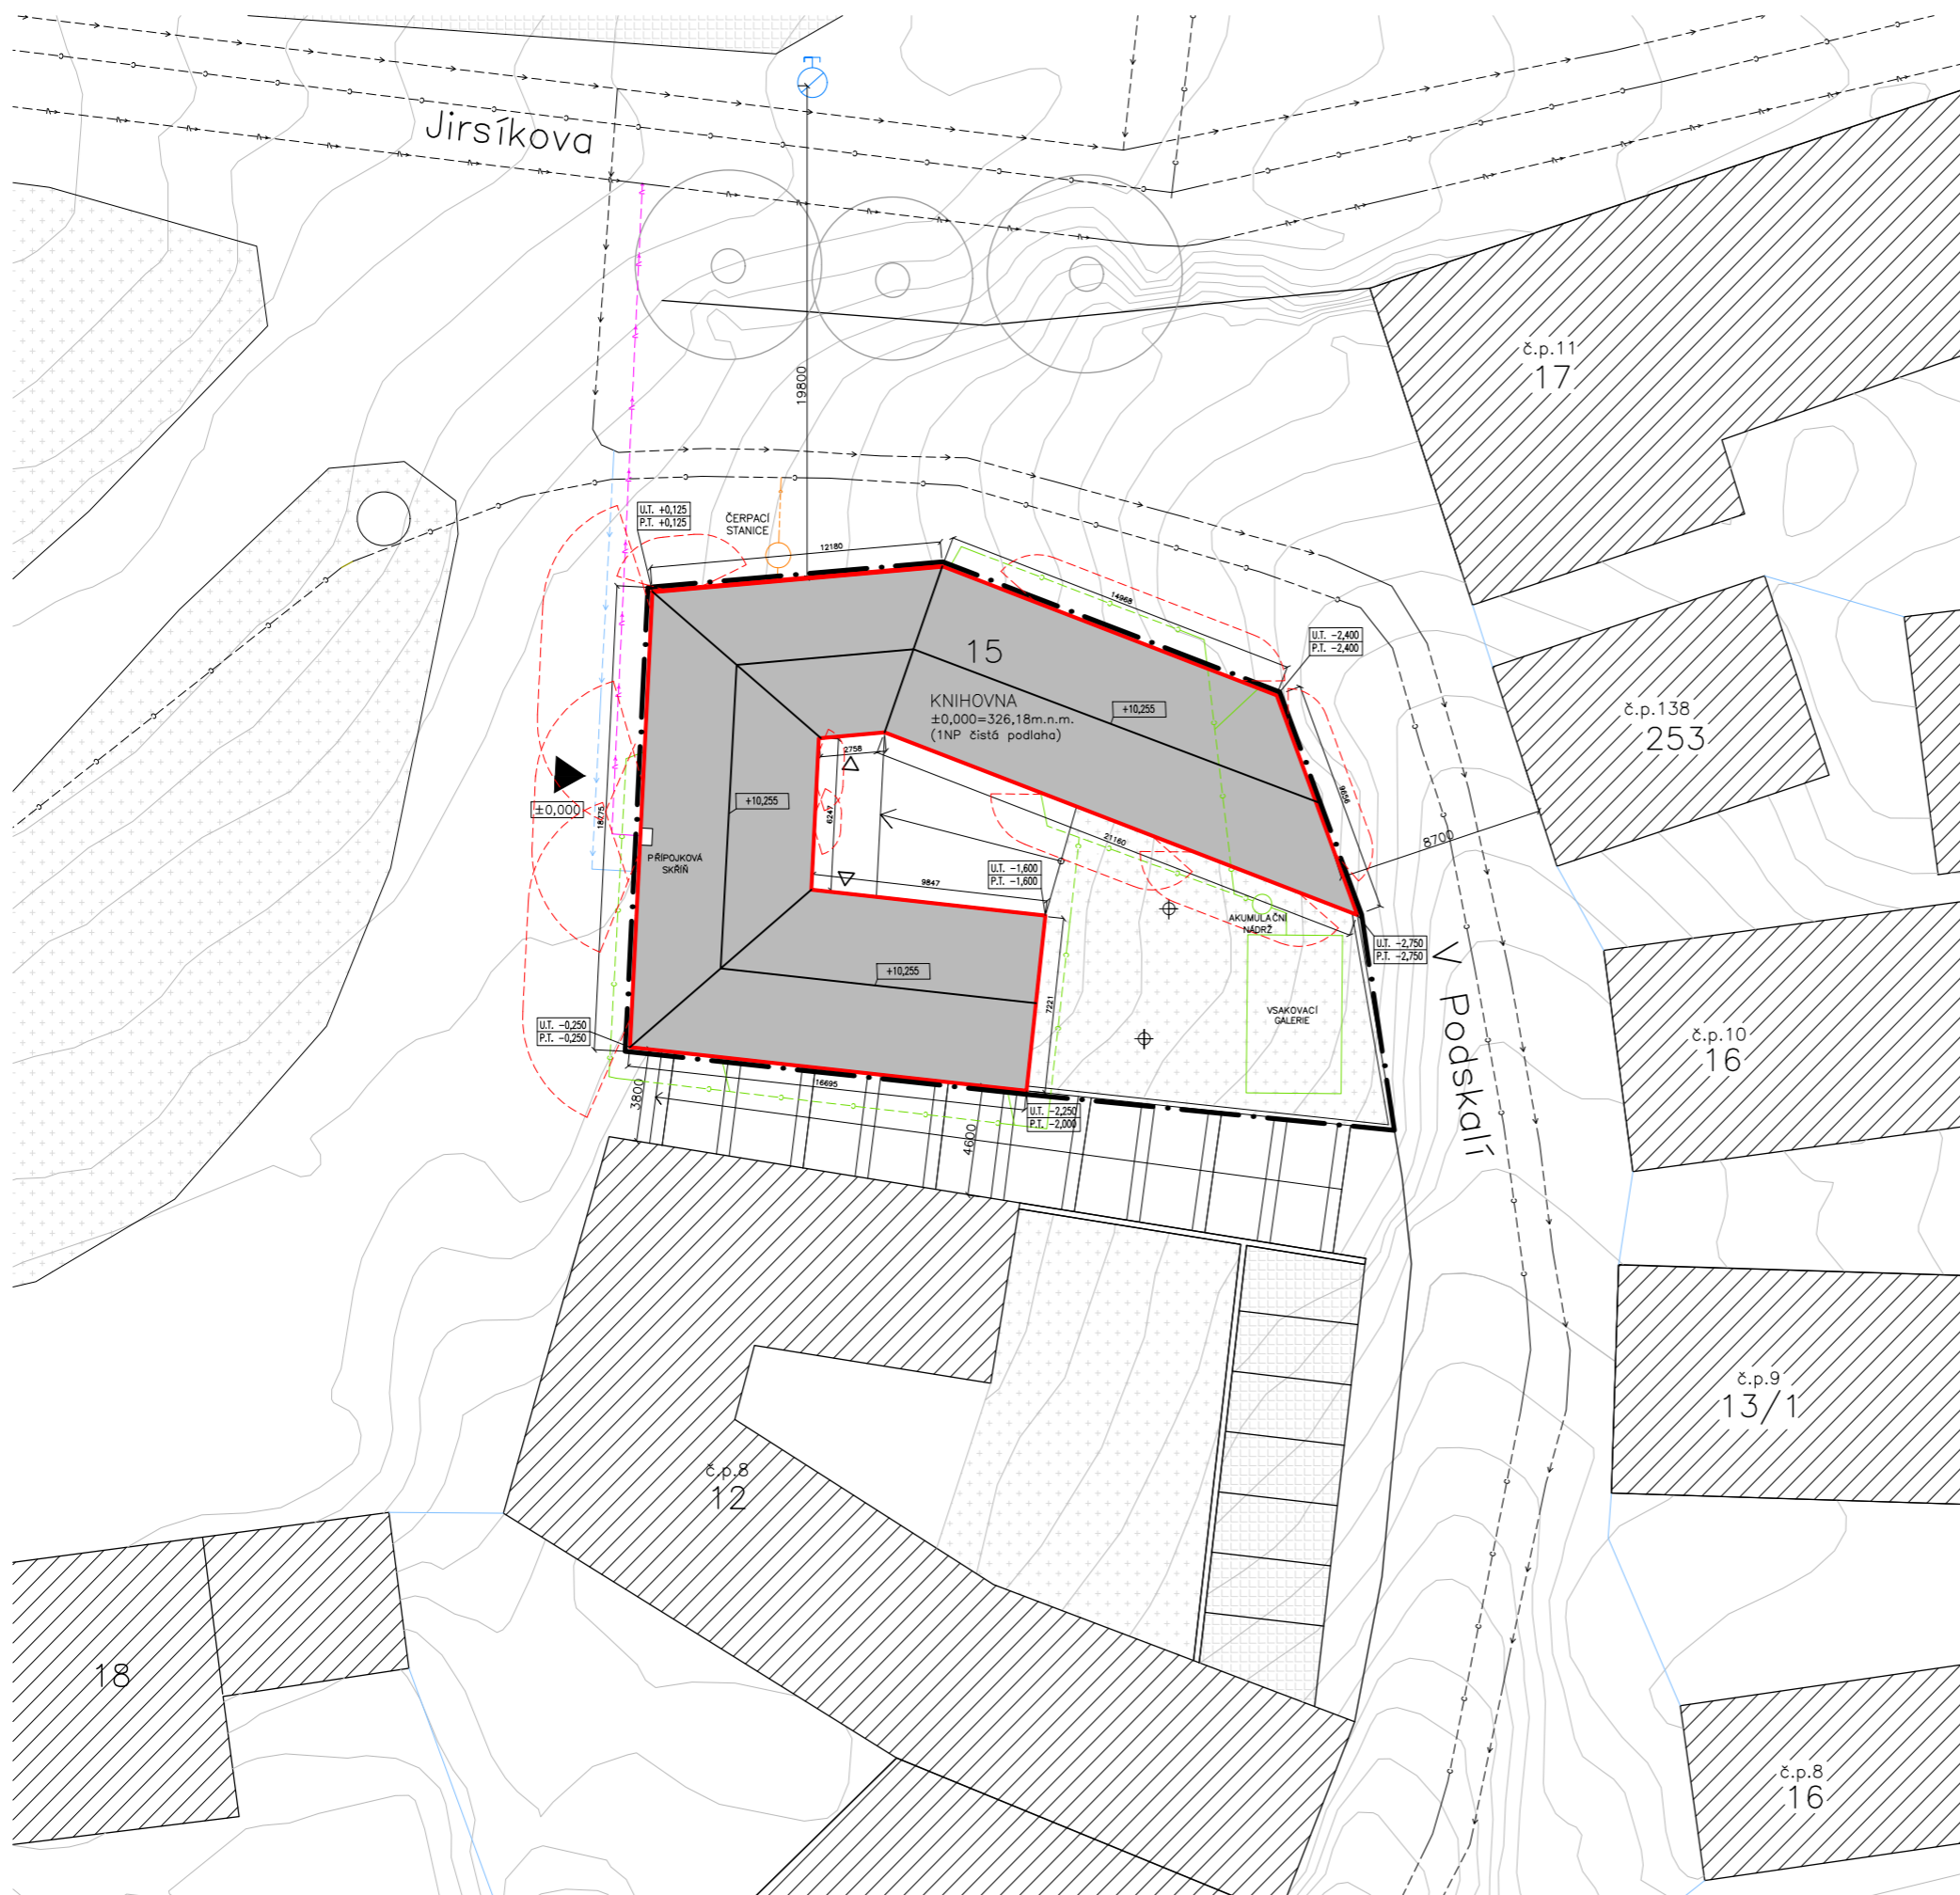 Jirsíkova
19800
č.p.11
17
U.T. +0,125
P.T. +0,125
ČERPACÍ
STANICE
12180
14968
U.T. -2,400
P.T. -2,400
15
KNIHOVNA
±0,000=326,18m.n.m.
(1NP čistá podlaha)
+10,255
č.p.138
253
2758
+10,255
±0,000
18775
6247
9656
8700
21160
PŘÍPOJKOVÁ
SKŘÍŇ
U.T. -1,600
P.T. -1,600
9847
AKUMULAČNÍ
NÁDRŽ
U.T. -2,750
P.T. -2,750
+10,255
V Podskalí
7221
VSAKOVACÍ
GALERIE
U.T. -0,250
P.T. -0,250
č.p.10
16
16695
3800
U.T. -2,250
P.T. -2,000
4600
č.p.9
13/1
č.p.8
12
18
č.p.8
16